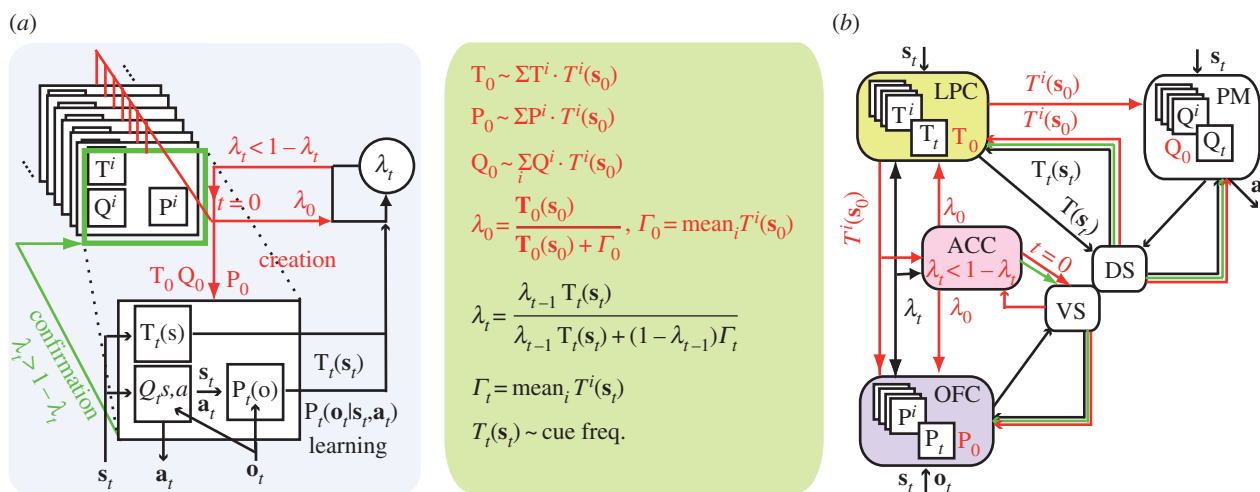 (a)
T^i
Q^i P^i
λ_t < 1 – λ_t
λ_t
t = 0 λ_0
creation
T_0 Q_0 P_0
confirmation
λ_t > 1 – λ_t
T_t(s)
T_t(s_t)
Q_t s,a
s_t
a_t
P_t(o)
P_t(o_t|s_t,a_t)
learning
s_t a_t o_t
T_0 ~ ΣT^i · T^i(s_0)
P_0 ~ ΣP^i · T^i(s_0)
Q_0 ~ Σ_i Q^i · T^i(s_0)
λ_0 = T_0(s_0) / T_0(s_0) + Γ_0 , Γ_0 = mean_i T^i(s_0)
λ_t = λ_{t–1} T_t(s_t) / λ_{t–1} T_t(s_t) + (1 – λ_{t–1})Γ_t
Γ_t = mean_i T^i(s_t)
T_t(s_t) ~ cue freq.
(b)
s_t
LPC
T^i
T_t
T_0
T^i(s_0)
T^i(s_0)
s_t
PM
Q^i
Q_t
Q_0
a
T_t(s_t)
T(s_t)
T^i(s_0)
λ_0
ACC
λ_t < 1 – λ_t
t = 0
DS
VS
λ_t
λ_0
OFC
P^i
P_t
P_0
s_t o_t